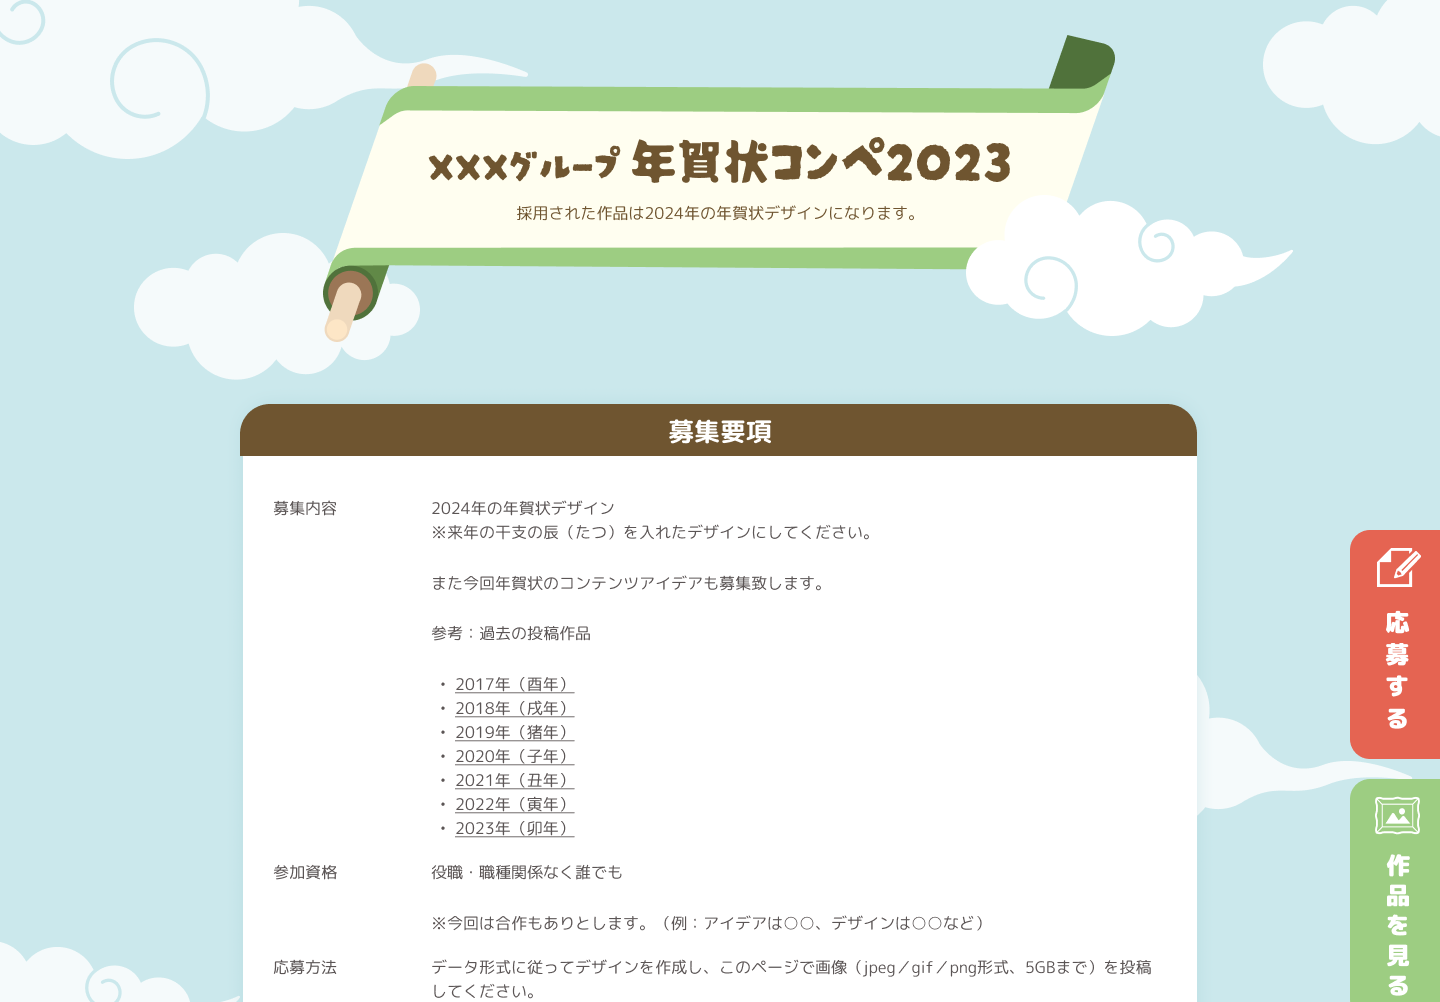 ×××グループ 年賀状コンペ2023
採用された作品は2024年の年賀状デザインになります。
募集要項
募集内容
2024年の年賀状デザイン
※来年の干支の辰（たつ）を入れたデザインにしてください。
また今回年賀状のコンテンツアイデアも募集致します。
参考：過去の投稿作品
・2017年（酉年）
・2018年（戌年）
・2019年（猪年）
・2020年（子年）
・2021年（丑年）
・2022年（寅年）
・2023年（卯年）
参加資格
役職・職種関係なく誰でも
※今回は合作もありとします。（例：アイデアは〇〇、デザインは〇〇など）
応募方法
データ形式に従ってデザインを作成し、このページで画像（jpeg／gif／png形式、5GBまで）を投稿
してください。
応募する
作品を見る